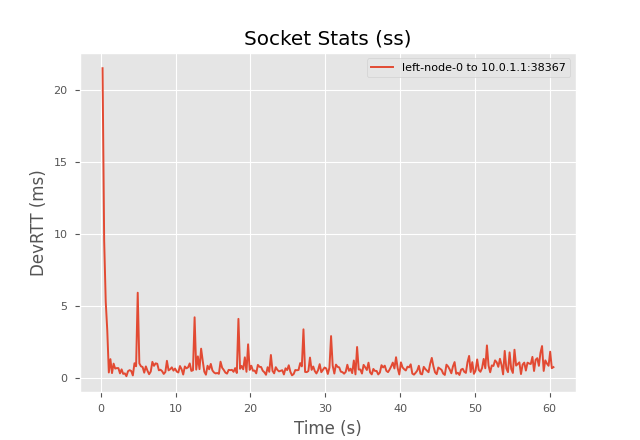 Socket Stats (ss)
left-node-0 to 10.0.1.1:38367
DevRTT (ms)
20
15
10
5
0
0 10 20 30 40 50 60
Time (s)